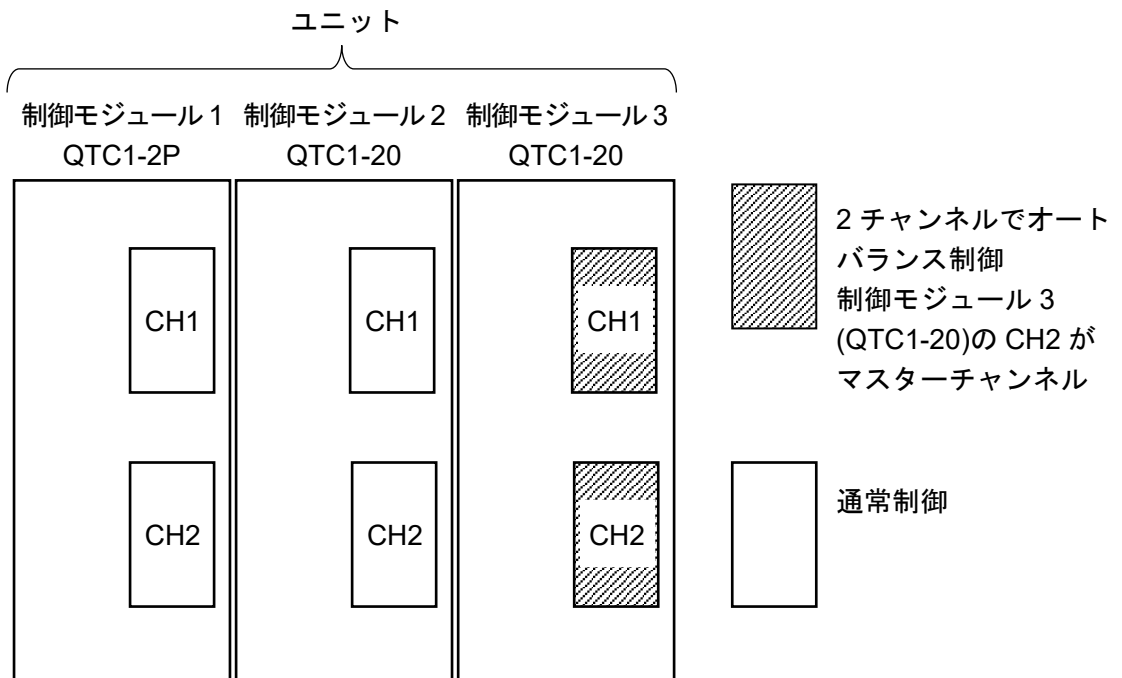 ユニット
制御モジュール 1 制御モジュール 2 制御モジュール 3
QTC1-2P QTC1-20 QTC1-20
CH1 CH1 CH1
CH2 CH2 CH2
2 チャンネルでオート
バランス制御
制御モジュール 3
(QTC1-20)の CH2 が
マスターチャンネル
通常制御